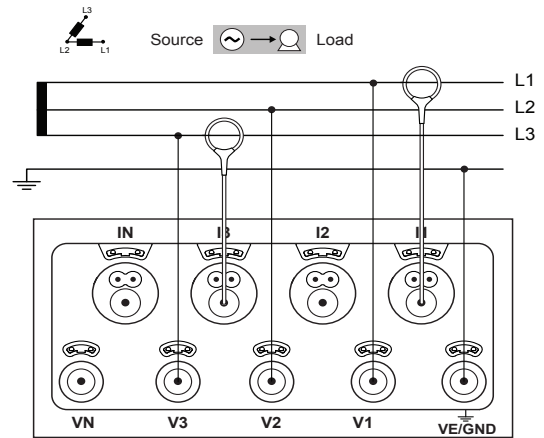 L3
L2 L1
Source Load
L1
L2
L3
IN I3 I2 I1
VN V3 V2 V1 VE/GND